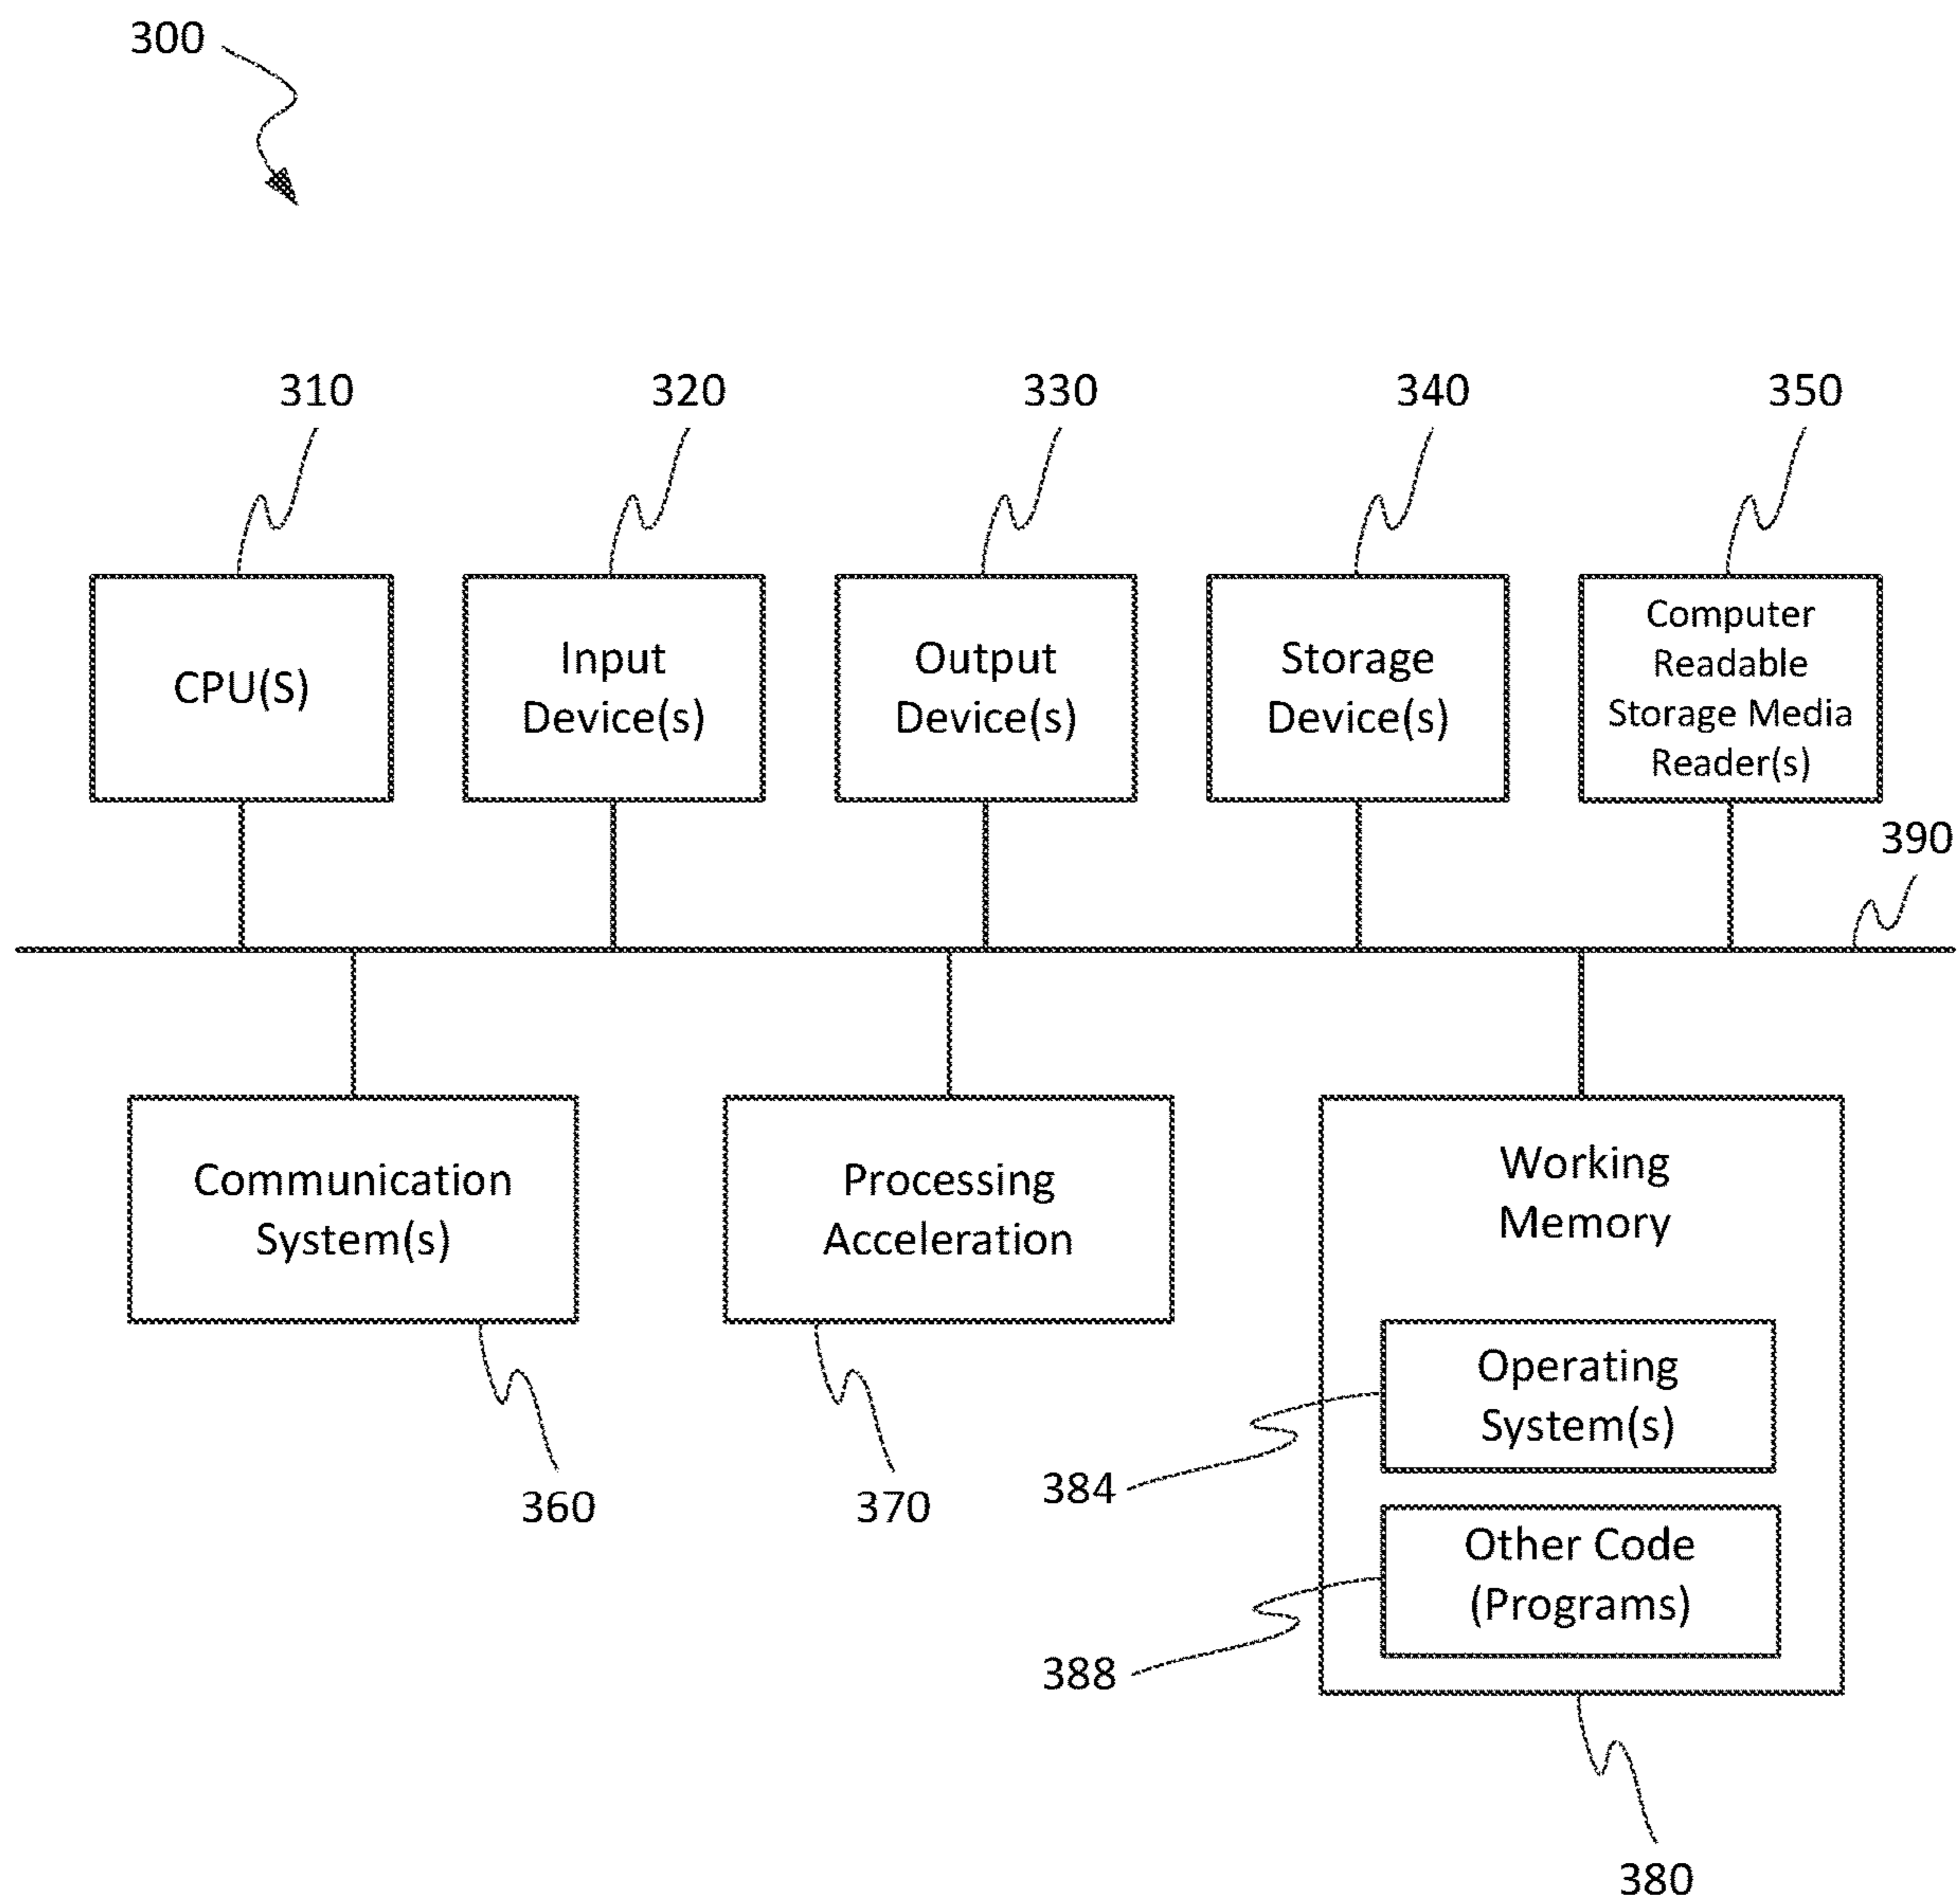 300
310
320
330
340
350
CPU(S)
Input
Device(s)
Output
Device(s)
Storage
Device(s)
Computer
Readable
Storage Media
Reader(s)
390
Communication
System(s)
Processing
Acceleration
Working
Memory
Operating
System(s)
384
360
370
Other Code
(Programs)
388
380